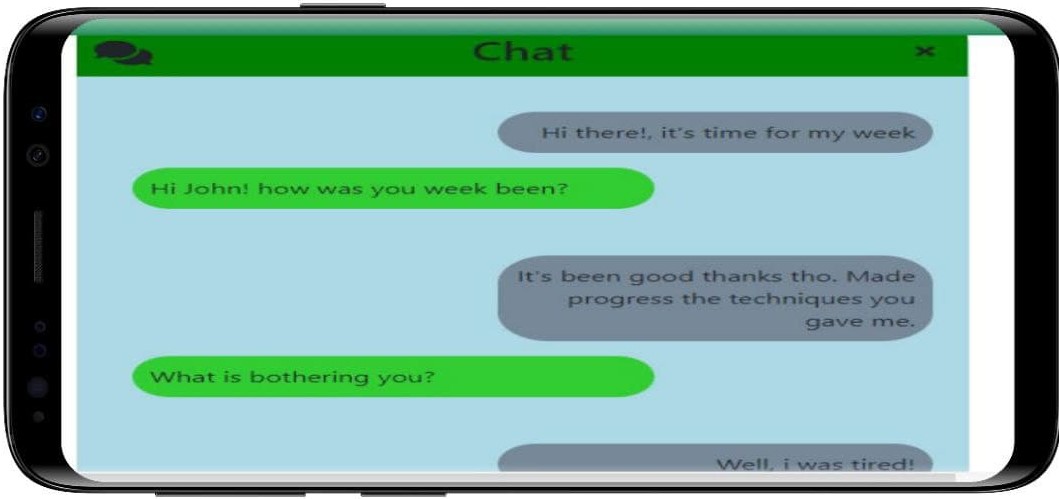 Chat
Hi there!, it's time for my week
Hi John! how was you week been?
It's been good thanks tho. Made
progress the techniques you
gave me.
What is bothering you?
Well, i was tired!